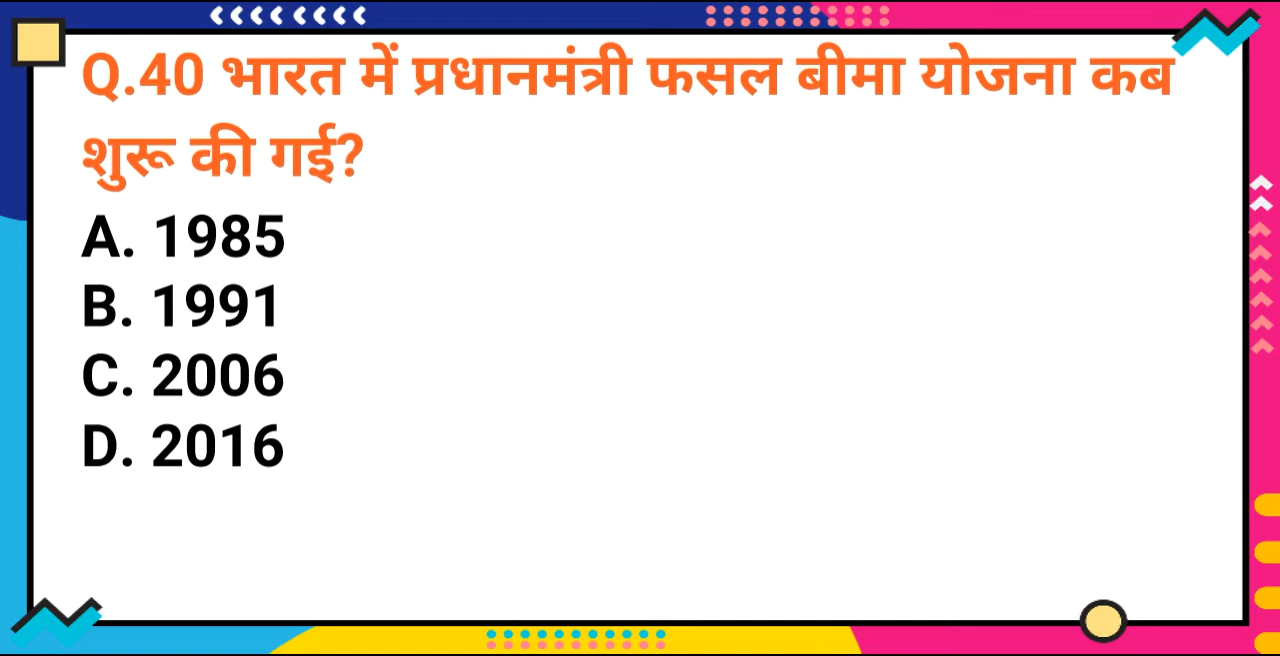 Q.40 भारत में प्रधानमंत्री फसल बीमा योजना कब
शुरू की गई?
A. 1985
B. 1991
C. 2006
D. 2016